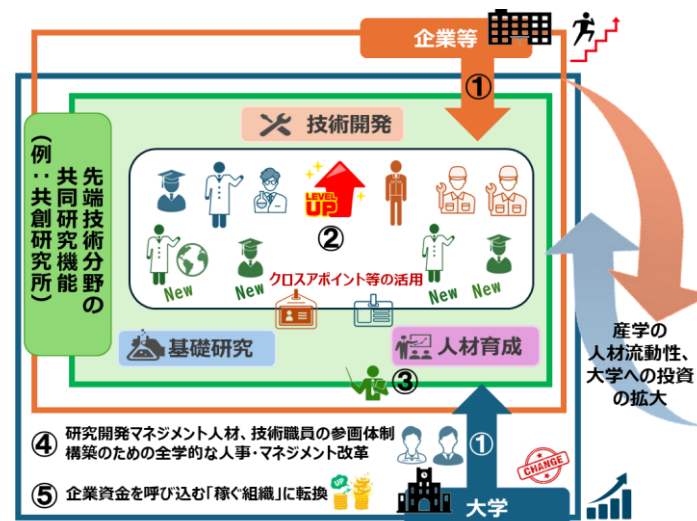 企業等
①
技術開発
先端技術分野の
共同研究機能
(例：共創研究所)
LEVEL
UP
②
New
New
New
New
クロスアポイント等の活用
基礎研究
人材育成
③
産学の
人材流動性、
大学への投資
の拡大
④ 研究開発マネジメント人材、技術職員の参画体制
構築のための全学的な人事・マネジメント改革
①
CHANGE
⑤ 企業資金を呼び込む「稼ぐ組織」に転換
UP
大学